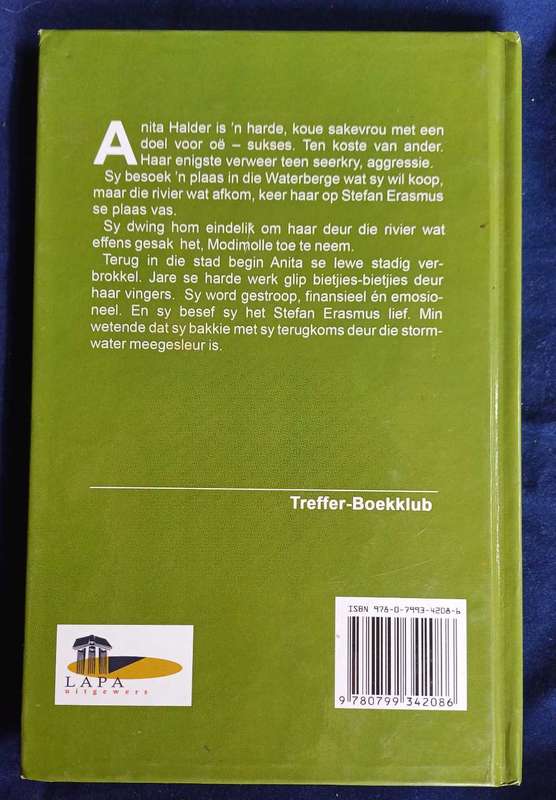 Anita Halder is 'n harde, koue sakevrou met een
doel voor oë – sukses. Ten koste van ander.
Haar enigste verweer teen seerkry, aggressie.
Sy besoek 'n plaas in die Waterberge wat sy wil koop,
maar die rivier wat afkom, keer haar op Stefan Erasmus
se plaas vas.
Sy dwing hom eindelik om haar deur die rivier wat
effens gesak het, Modimolle toe te neem.
Terug in die stad begin Anita se lewe stadig ver-
brokkel. Jare se harde werk glip bietjies-bietjies deur
haar vingers. Sy word gestroop, finansieel én emosio-
neel. En sy besef sy het Stefan Erasmus lief. Min
wetende dat sy bakkie met sy terugkoms deur die storm-
water meegesleur is.
Treffer-Boekklub
ISBN 978-0-7993-4208-6
9 780799 342086
LAPA
uitgewers